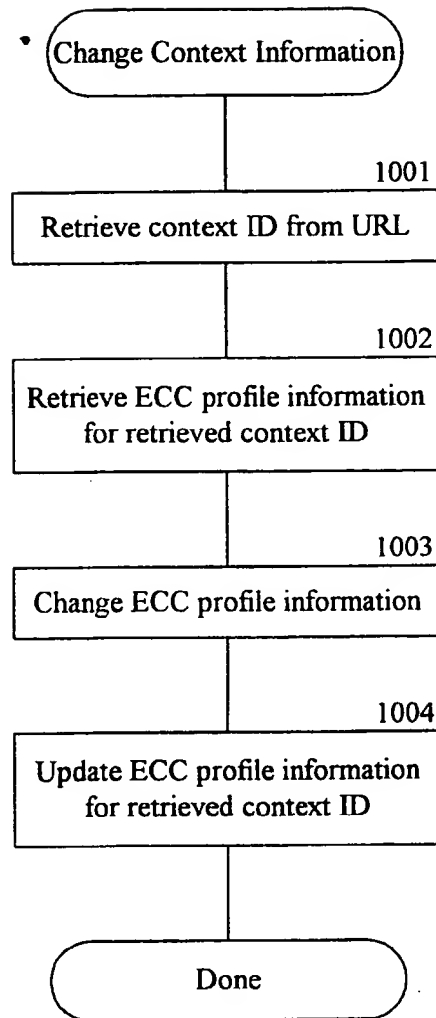 Change Context Information
1001
Retrieve context ID from URL
1002
Retrieve ECC profile information
for retrieved context ID
1003
Change ECC profile information
1004
Update ECC profile information
for retrieved context ID
Done